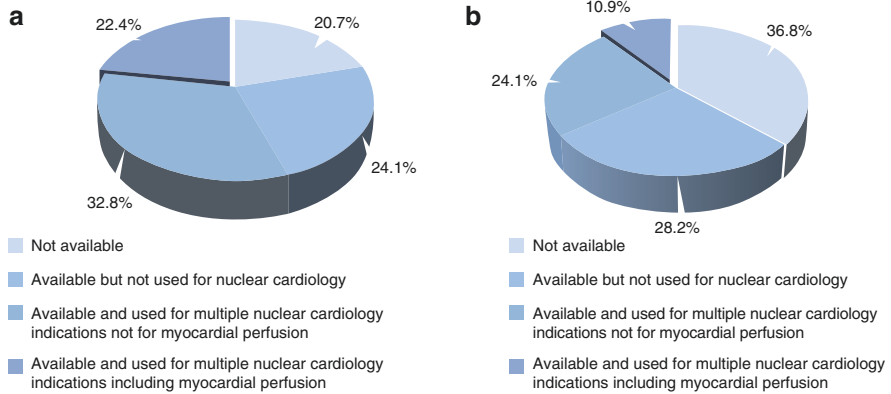 a
22.4%
20.7%
24.1%
32.8%
Not available
Available but not used for nuclear cardiology
Available and used for multiple nuclear cardiology
indications not for myocardial perfusion
Available and used for multiple nuclear cardiology
indications including myocardial perfusion
b
10.9%
36.8%
24.1%
28.2%
Not available
Available but not used for nuclear cardiology
Available and used for multiple nuclear cardiology
indications not for myocardial perfusion
Available and used for multiple nuclear cardiology
indications including myocardial perfusion